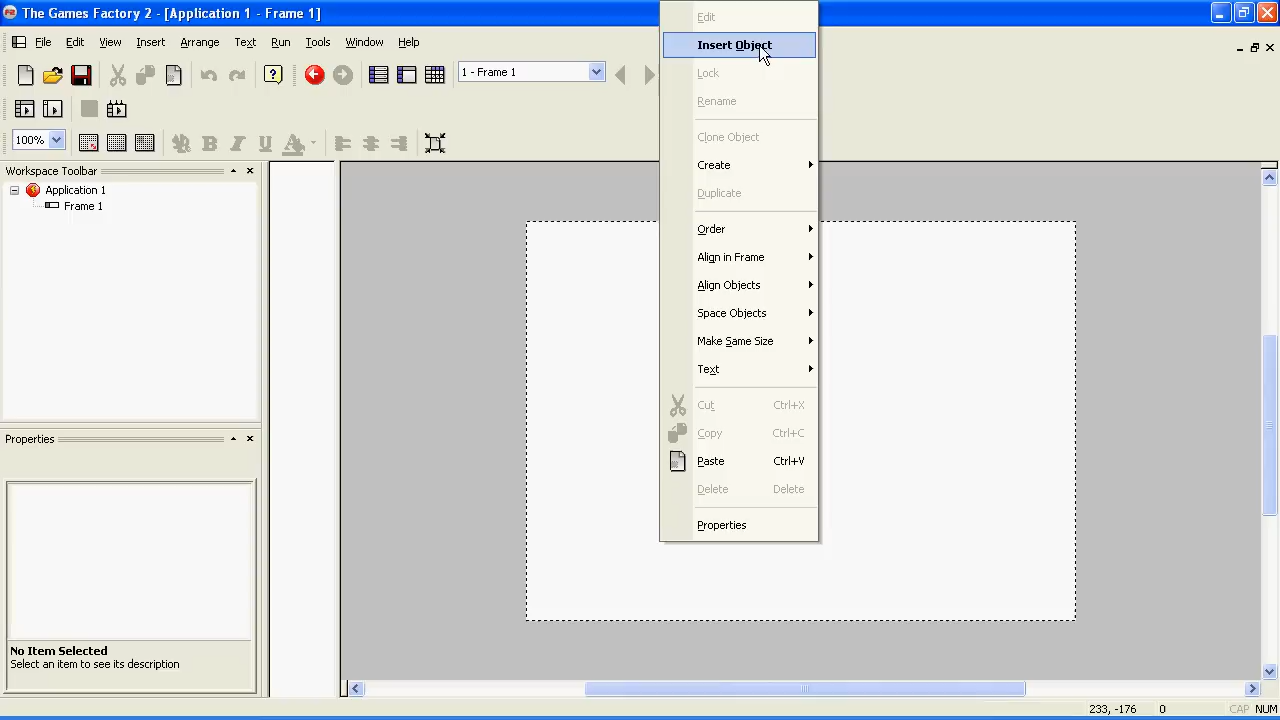 The Games Factory 2 - [Application 1 - Frame 1]
File Edit View Insert Arrange Text Run Tools Window Help
1 - Frame 1
100%
B I U A
Workspace Toolbar
Application 1
Frame 1
Properties
No Item Selected
Select an item to see its description
Edit
Insert Object
Lock
Rename
Clone Object
Create
Duplicate
Order
Align in Frame
Align Objects
Space Objects
Make Same Size
Text
Cut Ctrl+X
Copy Ctrl+C
Paste Ctrl+V
Delete Delete
Properties
233, -176 0 CAP NUM